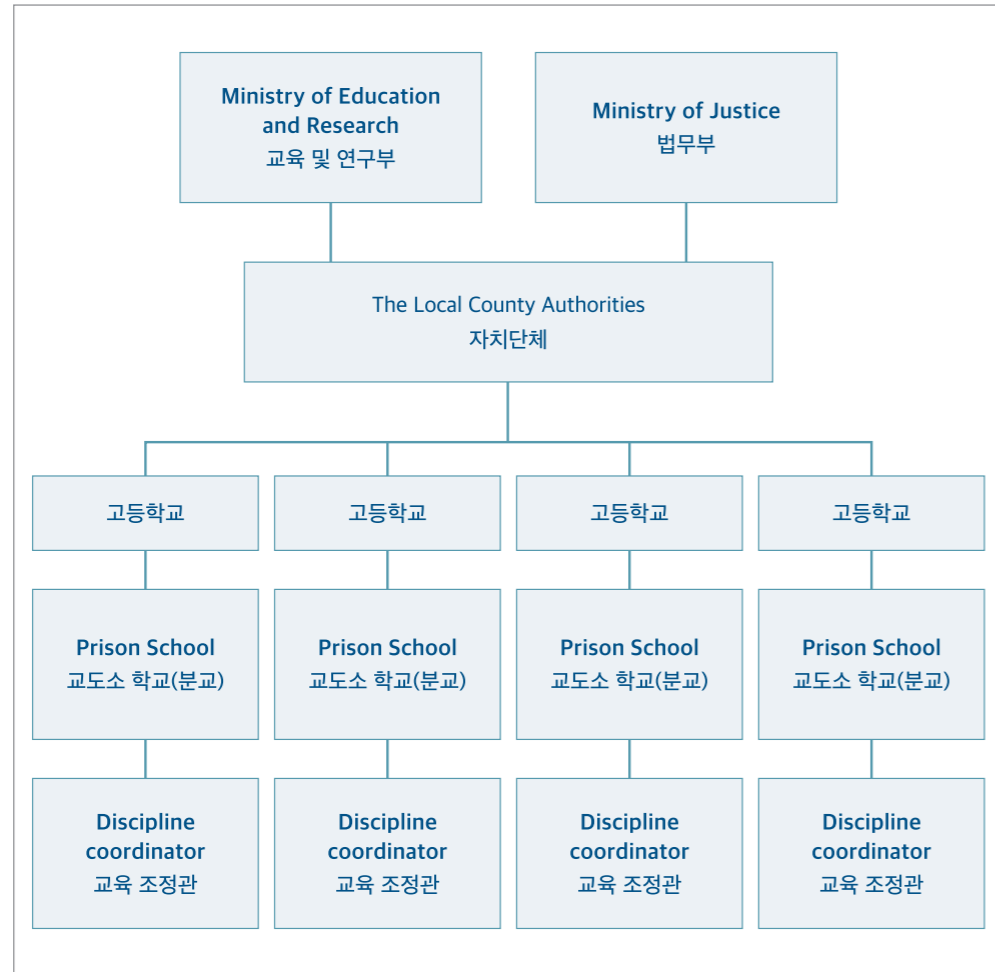 Ministry of Education
and Research
교육 및 연구부
Ministry of Justice
법무부
The Local County Authorities
자치단체
고등학교
고등학교
고등학교
고등학교
Prison School
교도소 학교(분교)
Prison School
교도소 학교(분교)
Prison School
교도소 학교(분교)
Prison School
교도소 학교(분교)
Discipline
coordinator
교육 조정관
Discipline
coordinator
교육 조정관
Discipline
coordinator
교육 조정관
Discipline
coordinator
교육 조정관